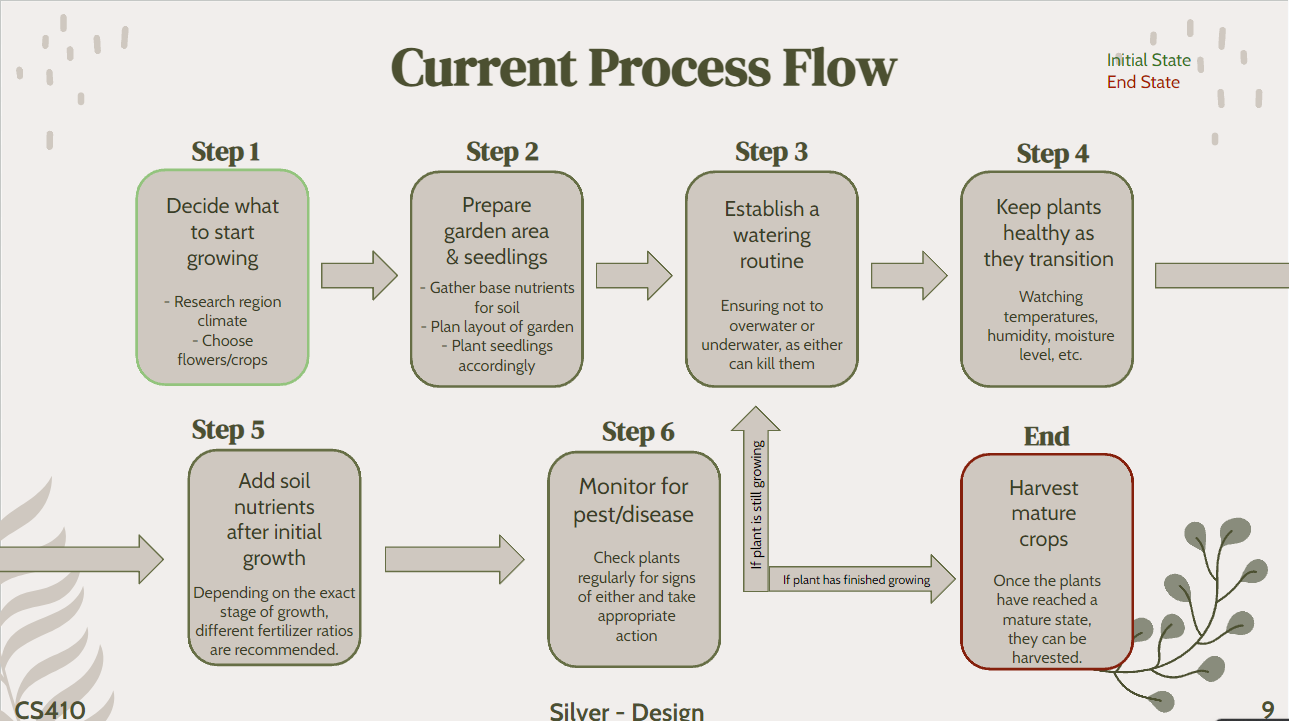 Current Process Flow
Initial State
End State
Step 1
Decide what
to start
growing
- Research region
climate
- Choose
flowers/crops
Step 2
Prepare
garden area
& seedlings
- Gather base nutrients
for soil
- Plan layout of garden
- Plant seedlings
accordingly
Step 3
Establish a
watering
routine
Ensuring not to
overwater or
underwater, as either
can kill them
Step 4
Keep plants
healthy as
they transition
Watching
temperatures,
humidity, moisture
level, etc.
Step 5
Add soil
nutrients
after initial
growth
Depending on the exact
stage of growth,
different fertilizer ratios
are recommended.
Step 6
Monitor for
pest/disease
Check plants
regularly for signs
of either and take
appropriate
action
If plant is still growing
If plant has finished growing
End
Harvest
mature
crops
Once the plants
have reached a
mature state,
they can be
harvested.
CS410
Silver - Design
9